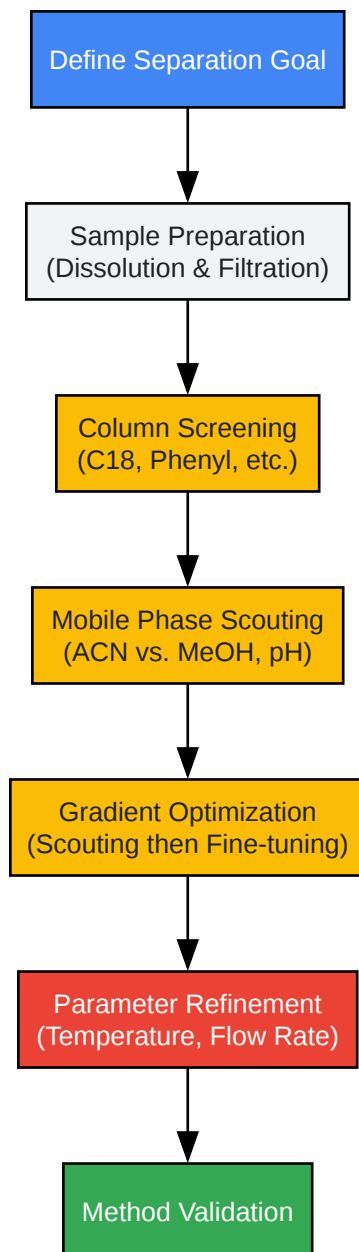 Define Separation Goal
Sample Preparation
(Dissolution & Filtration)
Column Screening
(C18, Phenyl, etc.)
Mobile Phase Scouting
(ACN vs. MeOH, pH)
Gradient Optimization
(Scouting then Fine-tuning)
Parameter Refinement
(Temperature, Flow Rate)
Method Validation